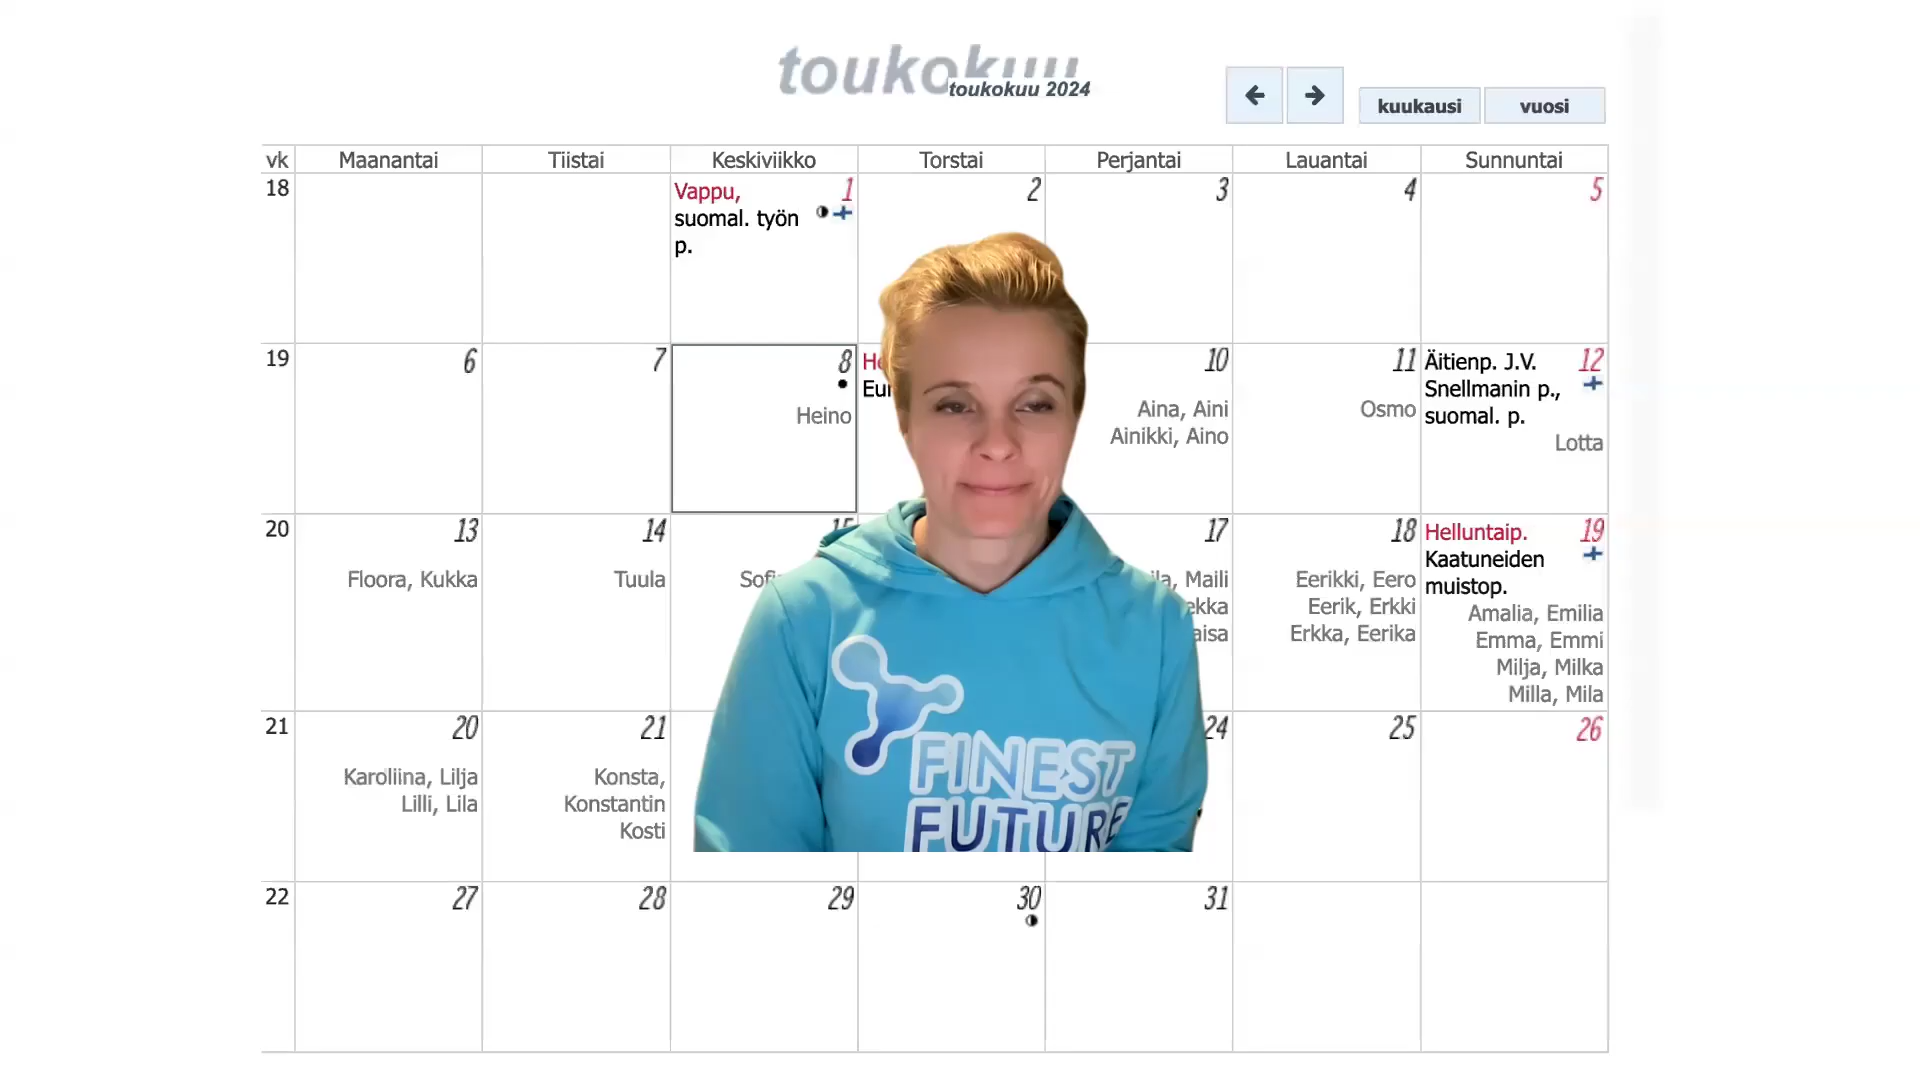 toukokuu
toukokuu 2024
kuukausi
vuosi
vk Maanantai Tiistai Keskiviikko Torstai Perjantai Lauantai Sunnuntai
18
Vappu, 1
suomal. työn
p.
2
3
4
5
19
6
7
8
Heino
10
Aina, Aini
Ainikki, Aino
11
Osmo
Äitienp. J.V. 12
Snellmanin p.,
suomal. p.
Lotta
20
13
Floora, Kukka
14
Tuula
17
Maili
18
Eerikki, Eero
Eerik, Erkki
Erkka, Eerika
Helluntaip. 19
Kaatuneiden
muistop.
Amalia, Emilia
Emma, Emmi
Milja, Milka
Milla, Mila
21
20
Karoliina, Lilja
Lilli, Lila
21
Konsta,
Konstantin
Kosti
24
25
26
22
27
28
29
30
31
FINEST
FUTURE